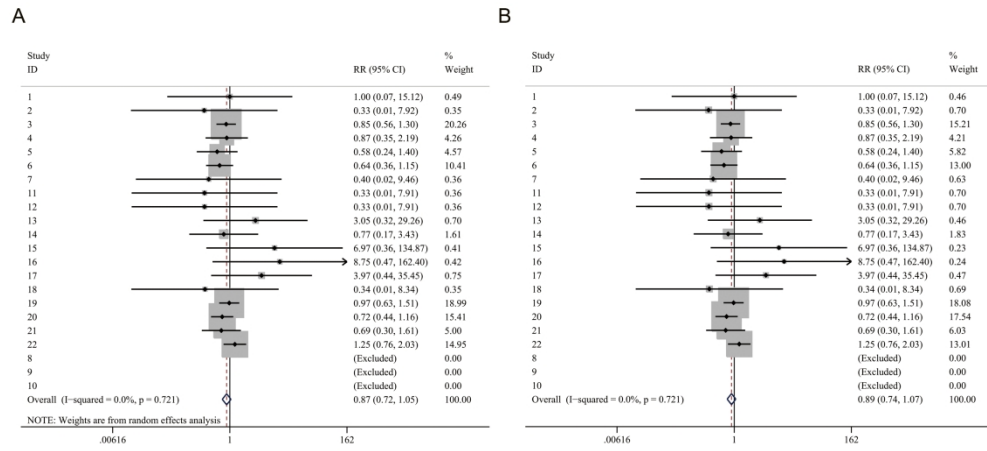 A
Study %
ID RR (95% CI) Weight
1 1.00 (0.07, 15.12) 0.49
2 0.33 (0.01, 7.92) 0.35
3 0.85 (0.56, 1.30) 20.26
4 0.87 (0.35, 2.19) 4.26
5 0.58 (0.24, 1.40) 4.57
6 0.64 (0.36, 1.15) 10.41
7 0.40 (0.02, 9.46) 0.36
11 0.33 (0.01, 7.91) 0.36
12 0.33 (0.01, 7.91) 0.36
13 3.05 (0.32, 29.26) 0.70
14 0.77 (0.17, 3.43) 1.61
15 6.97 (0.36, 134.87) 0.41
16 8.75 (0.47, 162.40) 0.42
17 3.97 (0.44, 35.45) 0.75
18 0.34 (0.01, 8.34) 0.35
19 0.97 (0.63, 1.51) 18.99
20 0.72 (0.44, 1.16) 15.41
21 0.69 (0.30, 1.61) 5.00
22 1.25 (0.76, 2.03) 14.95
8 (Excluded) 0.00
9 (Excluded) 0.00
10 (Excluded) 0.00
Overall (I−squared = 0.0%, p = 0.721) 0.87 (0.72, 1.05) 100.00
NOTE: Weights are from random effects analysis
.00616 1 162
B
Study %
ID RR (95% CI) Weight
1 1.00 (0.07, 15.12) 0.46
2 0.33 (0.01, 7.92) 0.70
3 0.85 (0.56, 1.30) 15.21
4 0.87 (0.35, 2.19) 4.21
5 0.58 (0.24, 1.40) 5.82
6 0.64 (0.36, 1.15) 13.00
7 0.40 (0.02, 9.46) 0.63
11 0.33 (0.01, 7.91) 0.70
12 0.33 (0.01, 7.91) 0.70
13 3.05 (0.32, 29.26) 0.46
14 0.77 (0.17, 3.43) 1.83
15 6.97 (0.36, 134.87) 0.23
16 8.75 (0.47, 162.40) 0.24
17 3.97 (0.44, 35.45) 0.47
18 0.34 (0.01, 8.34) 0.69
19 0.97 (0.63, 1.51) 18.08
20 0.72 (0.44, 1.16) 17.54
21 0.69 (0.30, 1.61) 6.03
22 1.25 (0.76, 2.03) 13.01
8 (Excluded) 0.00
9 (Excluded) 0.00
10 (Excluded) 0.00
Overall (I−squared = 0.0%, p = 0.721) 0.89 (0.74, 1.07) 100.00
.00616 1 162